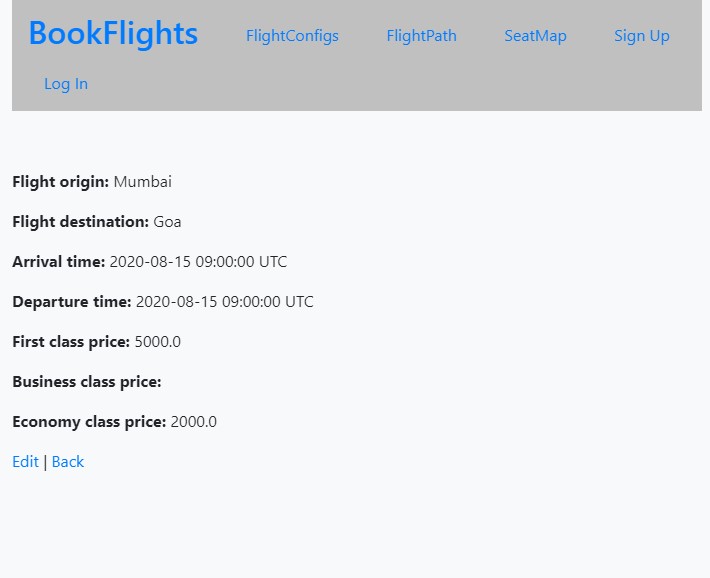 BookFlights FlightConfigs FlightPath SeatMap Sign Up
Log In
Flight origin: Mumbai
Flight destination: Goa
Arrival time: 2020-08-15 09:00:00 UTC
Departure time: 2020-08-15 09:00:00 UTC
First class price: 5000.0
Business class price:
Economy class price: 2000.0
Edit | Back